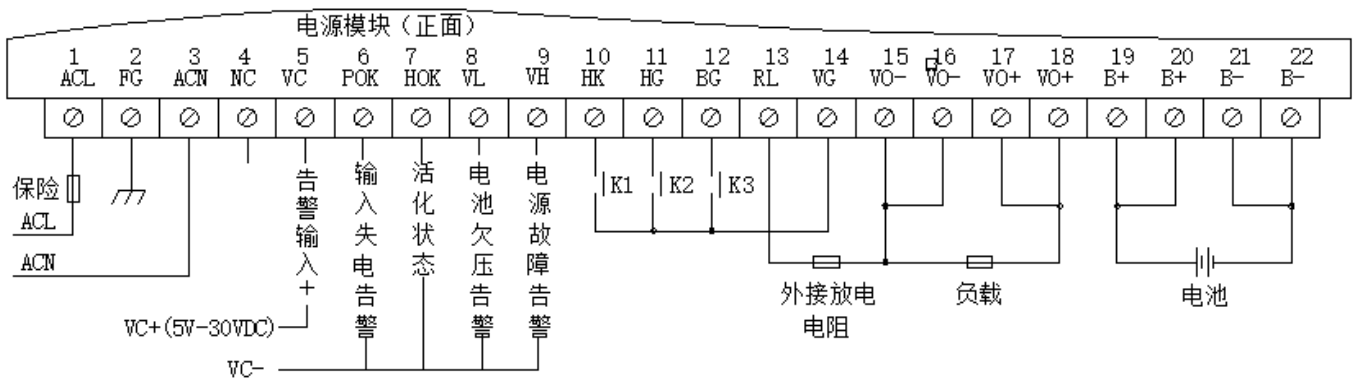 电源模块（正面）
1 2 3 4 5 6 7 8 9 10 11 12 13 14 15 16 17 18 19 20 21 22
ACL FG ACN NC VC POK HOK VL VH HK HG BG RL VG VO- VO- VO+ VO+ B+ B+ B- B-
保险
ACL
ACN
告警输入+
输入失电告警
活化状态
电池欠压告警
电源故障告警
K1 K2 K3
外接放电
电阻
负载
电池
VC+(5V-30VDC)
VC-